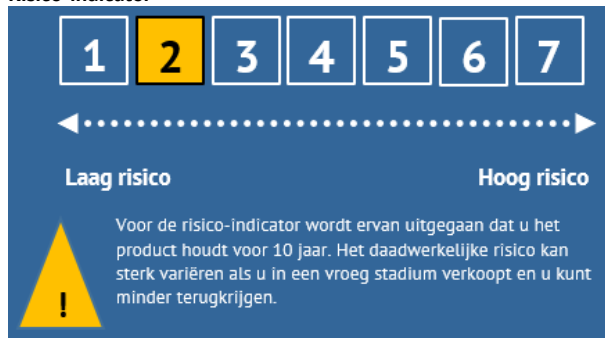 Risico-indicator
1 2 3 4 5 6 7
Laag risico Hoog risico
Voor de risico-indicator wordt ervan uitgegaan dat u het
product houdt voor 10 jaar. Het daadwerkelijke risico kan
sterk variëren als u in een vroeg stadium verkoopt en u kunt
minder terugkrijgen.
!